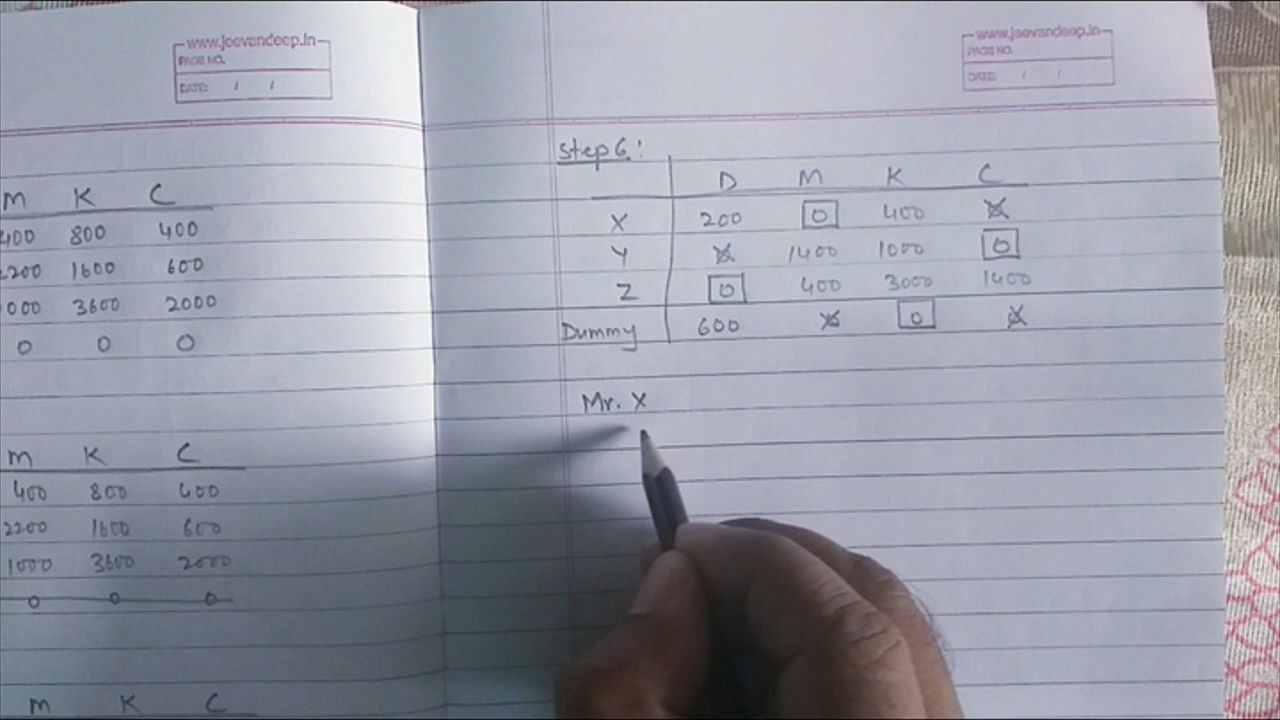 www.jeevandeep.in
PAGE NO.
DATE: / /
M K C
400 800 400
2200 1600 600
000 3600 2000
0 0 0
M K C
400 800 400
2200 1600 600
1000 3600 2000
0 0 0
M K C
www.jeevandeep.in
PAGE NO.
DATE: / /
Step 6:
D M K C
X 200 0 400 0
Y 0 1400 1000 0
Z 0 400 3000 1400
Dummy 600 0 0 0
Mr. X